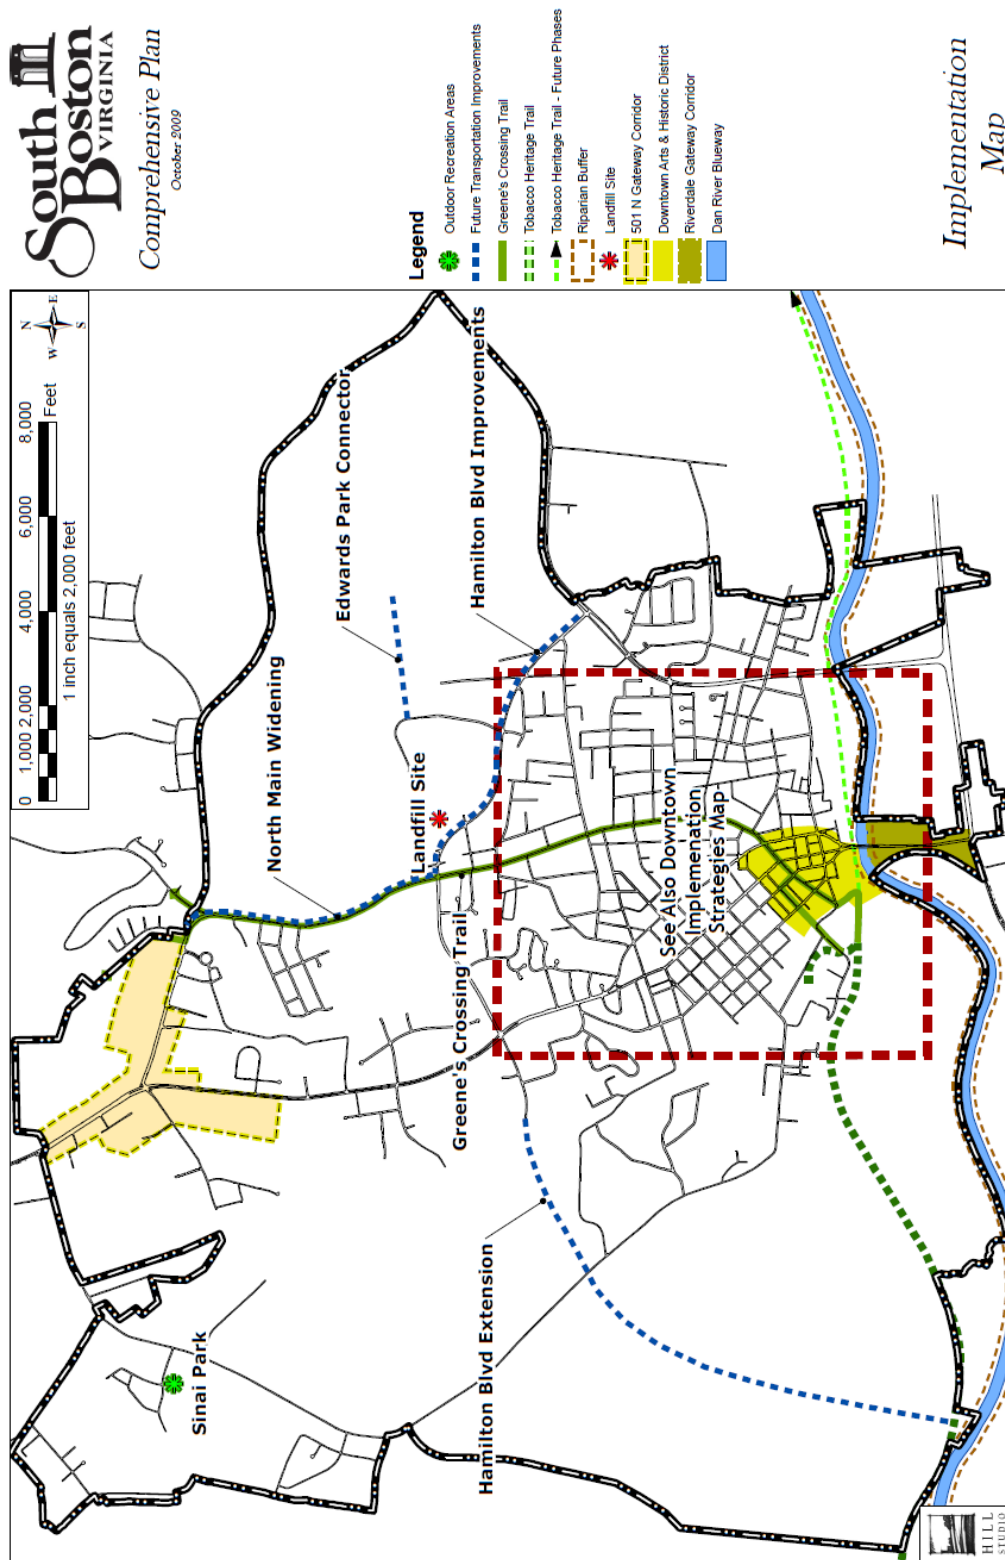 South
Boston
VIRGINIA
Comprehensive Plan
October 2009
Legend
Outdoor Recreation Areas
Future Transportation Improvements
Greene's Crossing Trail
Tobacco Heritage Trail
Tobacco Heritage Trail - Future Phases
Riparian Buffer
Landfill Site
501 N Gateway Corridor
Downtown Arts & Historic District
Riverdale Gateway Corridor
Dan River Blueway
Implementation
Map
0 1,000 2,000 4,000 6,000 8,000
Feet
1 inch equals 2,000 feet
N
W E
S
Edwards Park Connector
Hamilton Blvd Improvements
North Main Widening
Landfill Site
See Also Downtown
Implemenation
Strategies Map
Greene's Crossing Trail
Hamilton Blvd Extension
Sinai Park
HILL
STUDIO